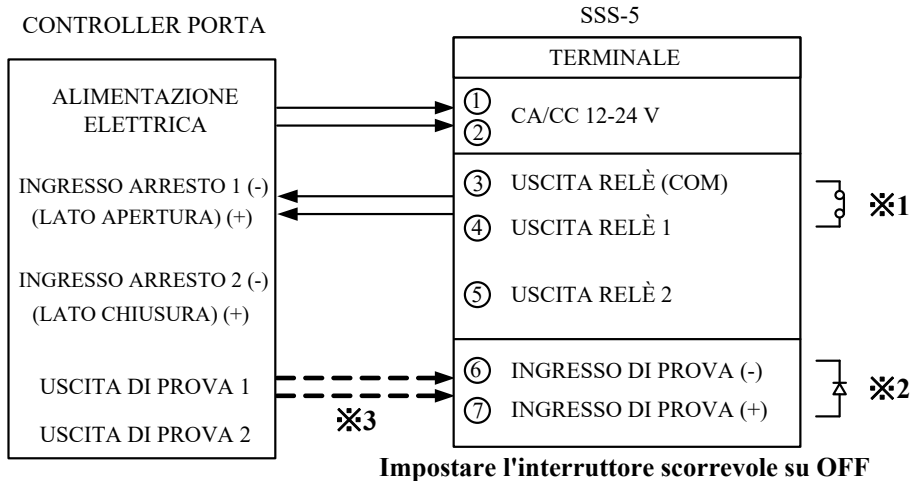 CONTROLLER PORTA
SSS-5
ALIMENTAZIONE
ELETTRICA
INGRESSO ARRESTO 1 (-)
(LATO APERTURA) (+)
INGRESSO ARRESTO 2 (-)
(LATO CHIUSURA) (+)
USCITA DI PROVA 1
USCITA DI PROVA 2
※3
TERMINALE
① CA/CC 12-24 V
②
③ USCITA RELÈ (COM)
④ USCITA RELÈ 1
⑤ USCITA RELÈ 2
⑥ INGRESSO DI PROVA (-)
⑦ INGRESSO DI PROVA (+)
※1
※2
Impostare l'interruttore scorrevole su OFF